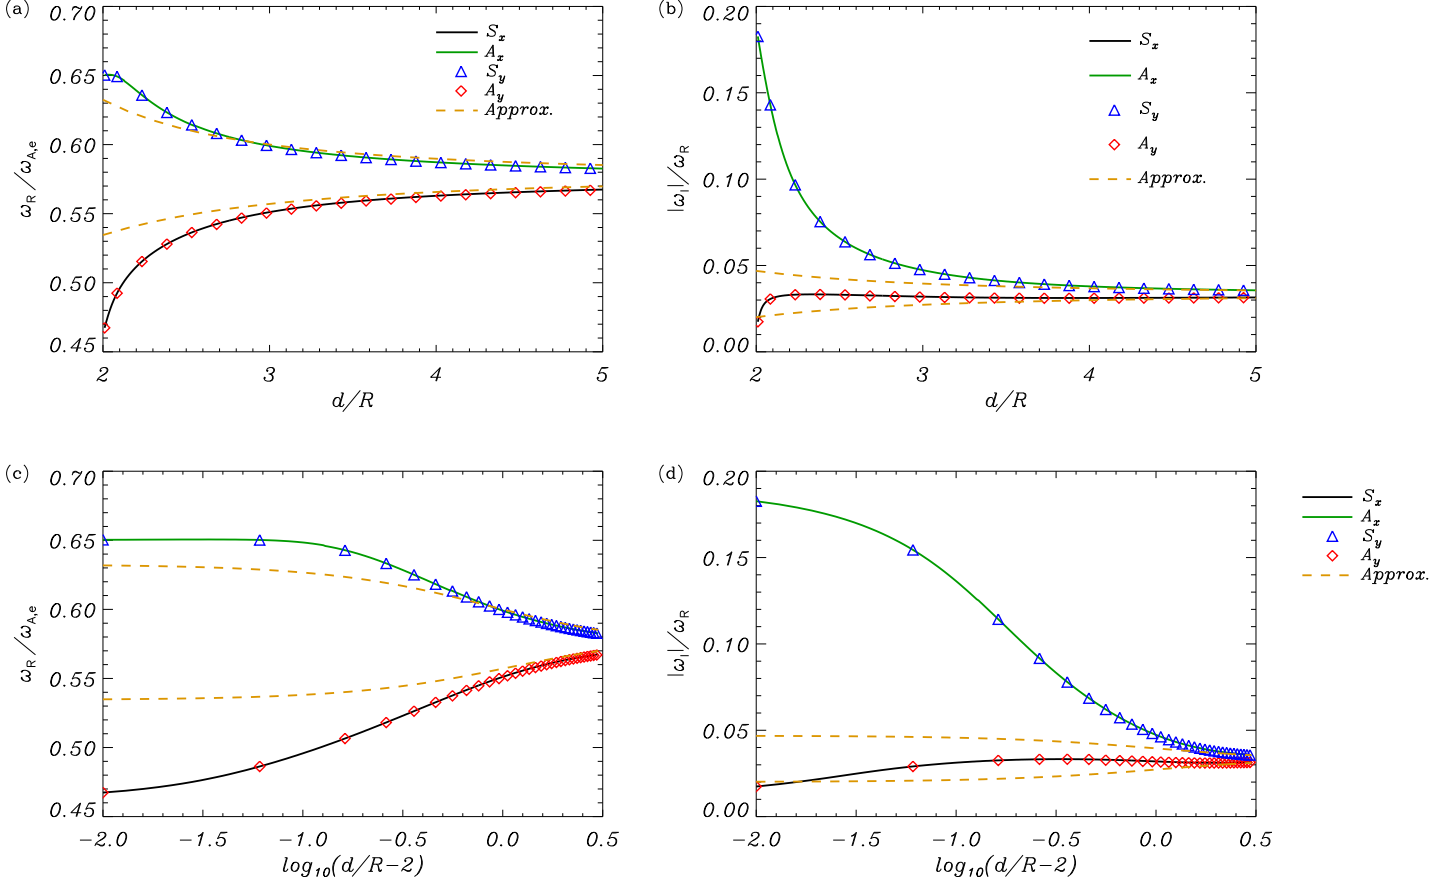 (a)
0.70
0.65
0.60
0.55
0.50
0.45
ω_R/ω_A,e
2 3 4 5
d/R
S_x
A_x
S_y
A_y
Approx.
(b)
0.20
0.15
0.10
0.05
0.00
|ω_I|/ω_R
2 3 4 5
d/R
S_x
A_x
S_y
A_y
Approx.
(c)
0.70
0.65
0.60
0.55
0.50
0.45
ω_R/ω_A,e
−2.0 −1.5 −1.0 −0.5 0.0 0.5
log_10(d/R−2)
(d)
0.20
0.15
0.10
0.05
0.00
|ω_I|/ω_R
−2.0 −1.5 −1.0 −0.5 0.0 0.5
log_10(d/R−2)
S_x
A_x
S_y
A_y
Approx.